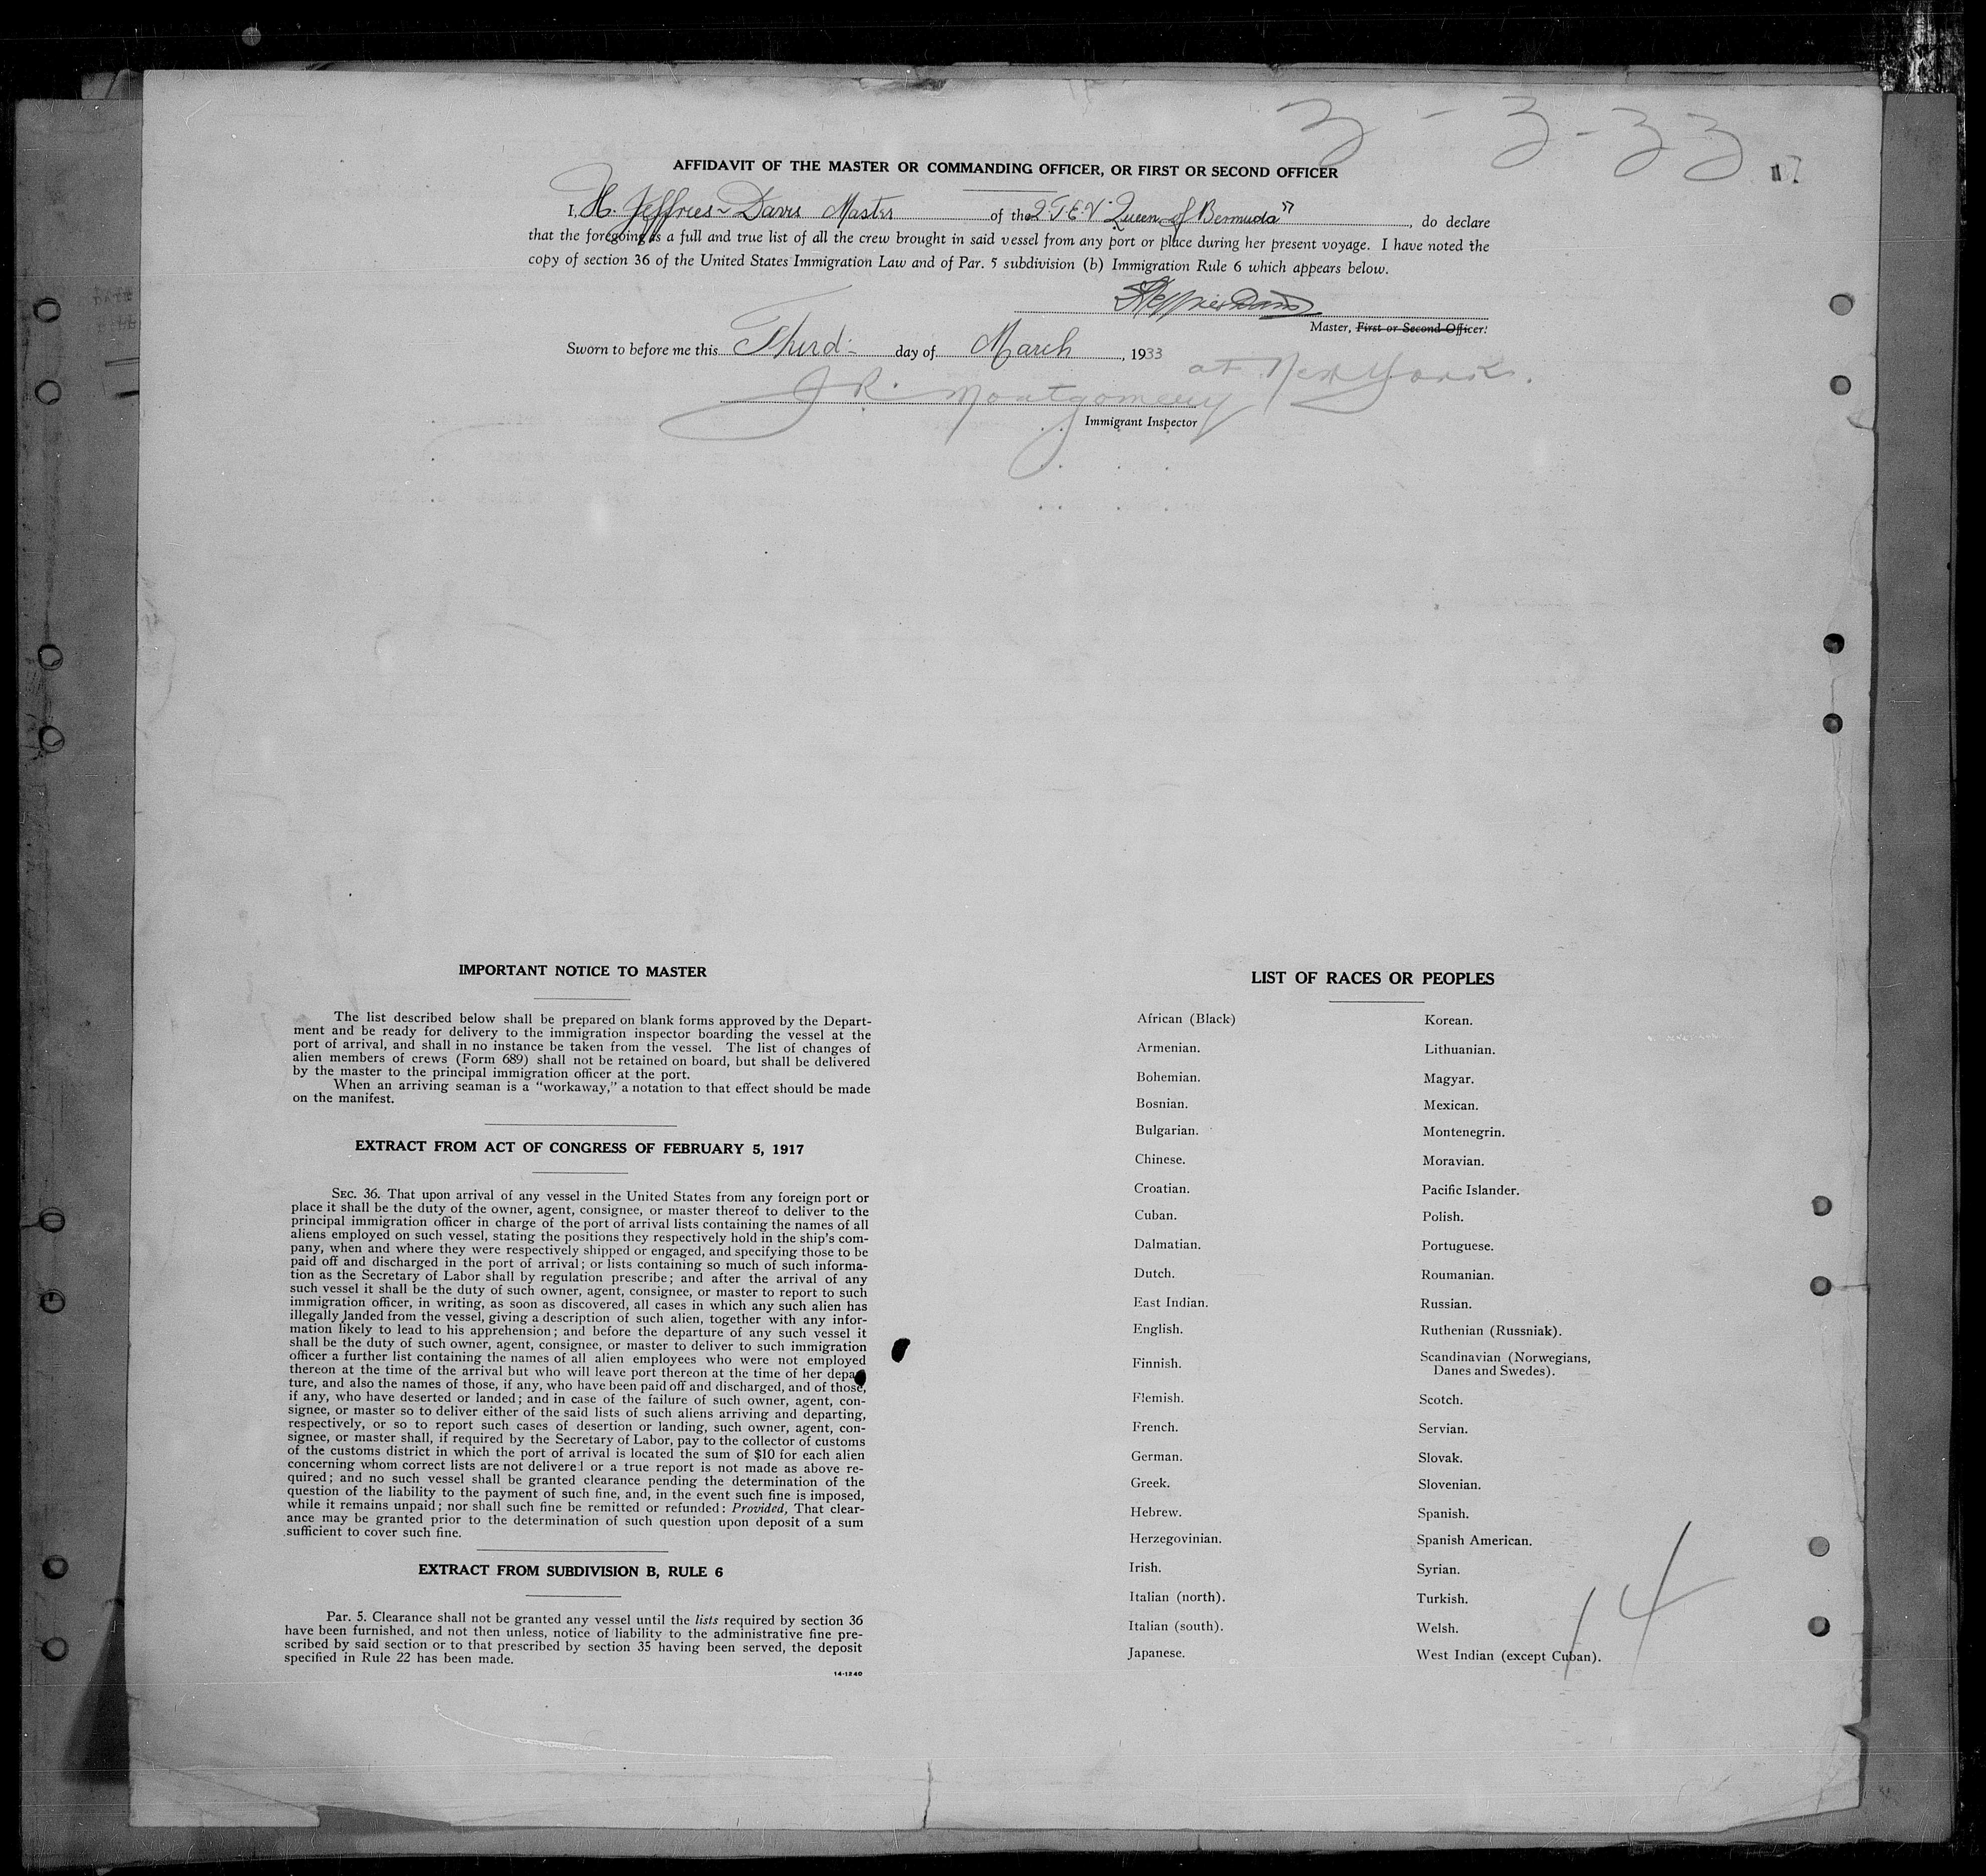 3 - 3 - 33
AFFIDAVIT OF THE MASTER OR COMMANDING OFFICER, OR FIRST OR SECOND OFFICER
I, H. Jeffries-Davis Master of the Q.T.E.V. "Queen of Bermuda", do declare
that the foregoing is a full and true list of all the crew brought in said vessel from any port or place during her present voyage. I have noted the
copy of section 36 of the United States Immigration Law and of Par. 5 subdivision (b) Immigration Rule 6 which appears below.
H Jeffries Davis
Master, First or Second Officer.
Sworn to before me this Third day of March, 1933
at New York.
J R. Montgomery
Immigrant Inspector
IMPORTANT NOTICE TO MASTER
The list described below shall be prepared on blank forms approved by the Depart-
ment and be ready for delivery to the immigration inspector boarding the vessel at the
port of arrival, and shall in no instance be taken from the vessel. The list of changes of
alien members of crews (Form 689) shall not be retained on board, but shall be delivered
by the master to the principal immigration officer at the port.
When an arriving seaman is a "workaway," a notation to that effect should be made
on the manifest.
EXTRACT FROM ACT OF CONGRESS OF FEBRUARY 5, 1917
SEC. 36. That upon arrival of any vessel in the United States from any foreign port or
place it shall be the duty of the owner, agent, consignee, or master thereof to deliver to the
principal immigration officer in charge of the port of arrival lists containing the names of all
aliens employed on such vessel, stating the positions they respectively hold in the ship's com-
pany, when and where they were respectively shipped or engaged, and specifying those to be
paid off and discharged in the port of arrival; or lists containing so much of such informa-
tion as the Secretary of Labor shall by regulation prescribe; and after the arrival of any
such vessel it shall be the duty of such owner, agent, consignee, or master to report to such
immigration officer, in writing, as soon as discovered, all cases in which any such alien has
illegally landed from the vessel, giving a description of such alien, together with any infor-
mation likely to lead to his apprehension; and before the departure of any such vessel it
shall be the duty of such owner, agent, consignee, or master to deliver to such immigration
officer a further list containing the names of all alien employees who were not employed
thereon at the time of the arrival but who will leave port thereon at the time of her depar-
ture, and also the names of those, if any, who have been paid off and discharged, and of those,
if any, who have deserted or landed; and in case of the failure of such owner, agent, con-
signee, or master so to deliver either of the said lists of such aliens arriving and departing,
respectively, or so to report such cases of desertion or landing, such owner, agent, con-
signee, or master shall, if required by the Secretary of Labor, pay to the collector of customs
of the customs district in which the port of arrival is located the sum of $10 for each alien
concerning whom correct lists are not delivered or a true report is not made as above re-
quired; and no such vessel shall be granted clearance pending the determination of the
question of the liability to the payment of such fine, and, in the event such fine is imposed,
while it remains unpaid; nor shall such fine be remitted or refunded: Provided, That clear-
ance may be granted prior to the determination of such question upon deposit of a sum
sufficient to cover such fine.
EXTRACT FROM SUBDIVISION B, RULE 6
Par. 5. Clearance shall not be granted any vessel until the lists required by section 36
have been furnished, and not then unless, notice of liability to the administrative fine pre-
scribed by said section or to that prescribed by section 35 having been served, the deposit
specified in Rule 22 has been made.
14-1240
LIST OF RACES OR PEOPLES
African (Black)
Armenian.
Bohemian.
Bosnian.
Bulgarian.
Chinese.
Croatian.
Cuban.
Dalmatian.
Dutch.
East Indian.
English.
Finnish.
Flemish.
French.
German.
Greek.
Hebrew.
Herzegovinian.
Irish.
Italian (north).
Italian (south).
Japanese.
Korean.
Lithuanian.
Magyar.
Mexican.
Montenegrin.
Moravian.
Pacific Islander.
Polish.
Portuguese.
Roumanian.
Russian.
Ruthenian (Russniak).
Scandinavian (Norwegians,
Danes and Swedes).
Scotch.
Servian.
Slovak.
Slovenian.
Spanish.
Spanish American.
Syrian.
Turkish.
Welsh.
West Indian (except Cuban).
14